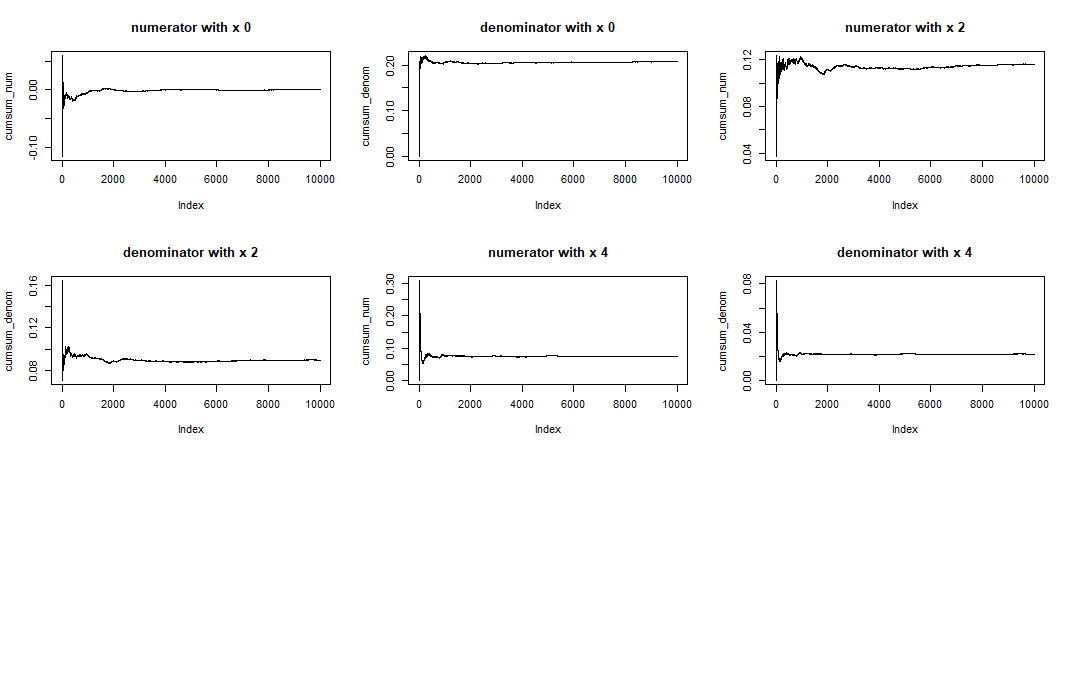 numerator with x 0
cumsum_num
0.00
-0.10
0 2000 4000 6000 8000 10000
Index
denominator with x 0
cumsum_denom
0.20
0.10
0.00
0 2000 4000 6000 8000 10000
Index
numerator with x 2
cumsum_num
0.12
0.08
0.04
0 2000 4000 6000 8000 10000
Index
denominator with x 2
cumsum_denom
0.16
0.12
0.08
0 2000 4000 6000 8000 10000
Index
numerator with x 4
cumsum_num
0.30
0.20
0.10
0.00
0 2000 4000 6000 8000 10000
Index
denominator with x 4
cumsum_denom
0.08
0.04
0.00
0 2000 4000 6000 8000 10000
Index